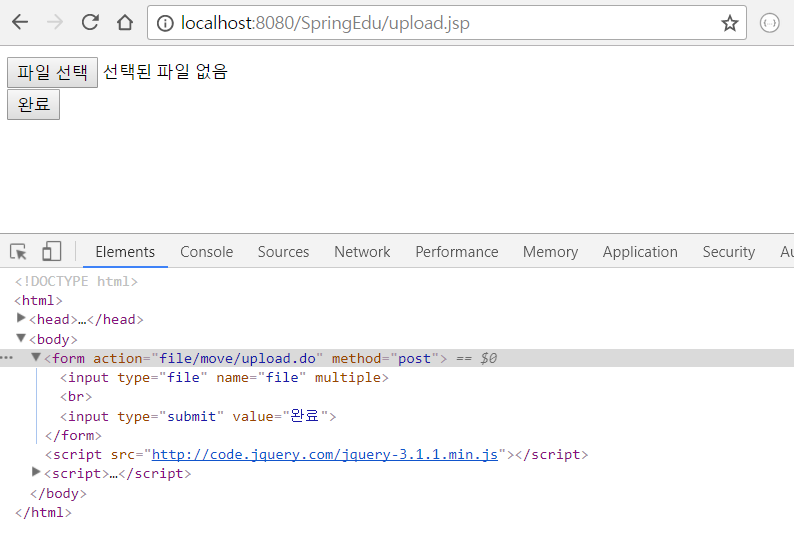 localhost:8080/SpringEdu/upload.jsp
파일 선택 선택된 파일 없음
완료
Elements Console Sources Network Performance Memory Application Security Au
<!DOCTYPE html>
<html>
<head>…</head>
<body>
<form action="file/move/upload.do" method="post"> == $0
<input type="file" name="file" multiple>
<br>
<input type="submit" value="완료">
</form>
<script src="http://code.jquery.com/jquery-3.1.1.min.js"></script>
<script>…</script>
</body>
</html>